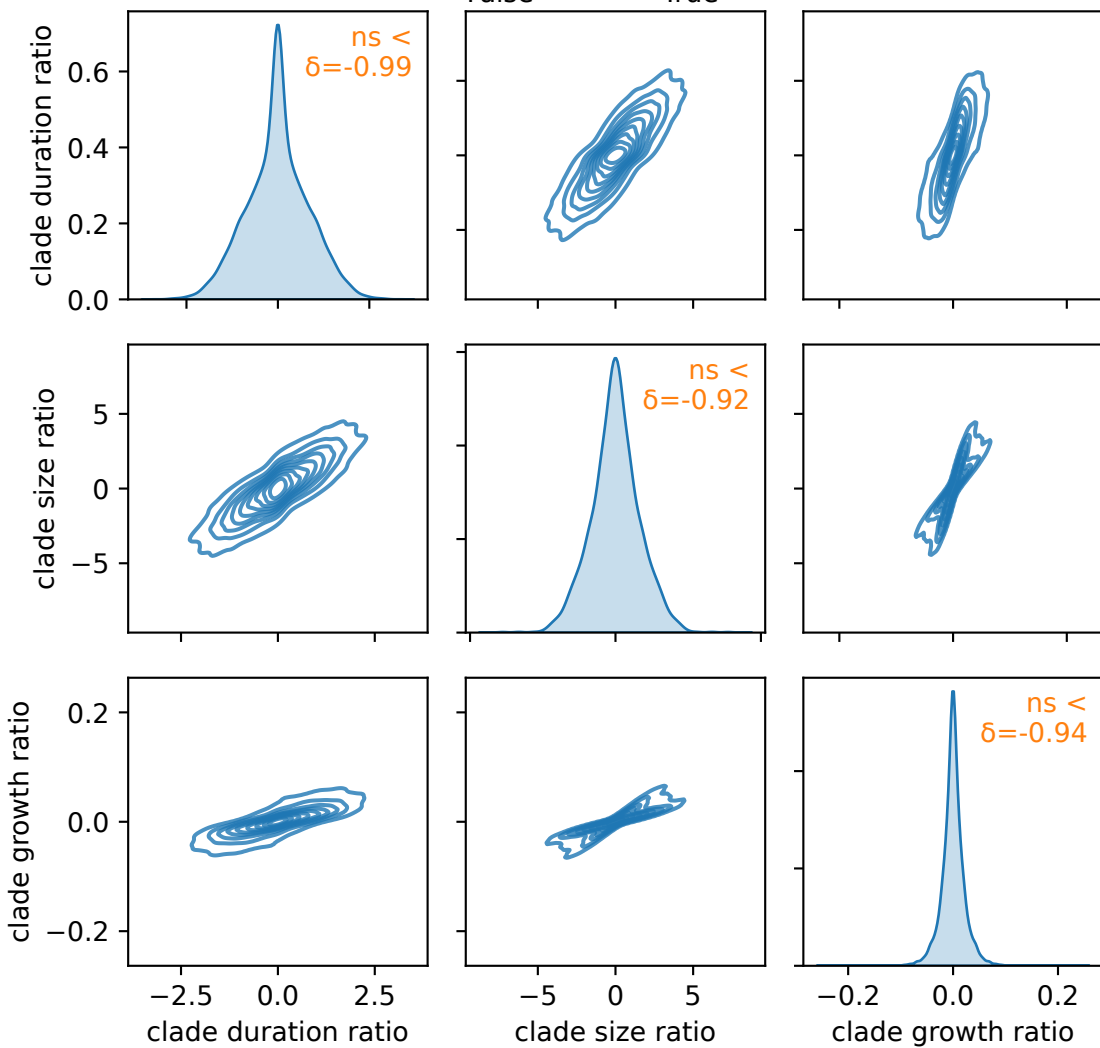 clade duration ratio
0.6
0.4
0.2
0.0
ns <
δ=-0.99
clade size ratio
5
0
−5
ns <
δ=-0.92
clade growth ratio
0.2
0.0
−0.2
ns <
δ=-0.94
−2.5 0.0 2.5
clade duration ratio
−5 0 5
clade size ratio
−0.2 0.0 0.2
clade growth ratio